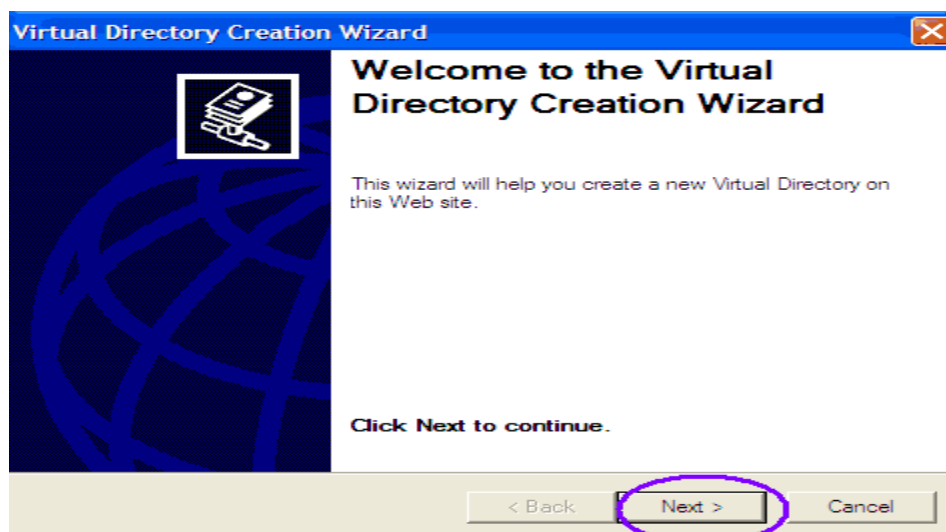 Virtual Directory Creation Wizard
Welcome to the Virtual
Directory Creation Wizard
This wizard will help you create a new Virtual Directory on
this Web site.
Click Next to continue.
< Back Next > Cancel